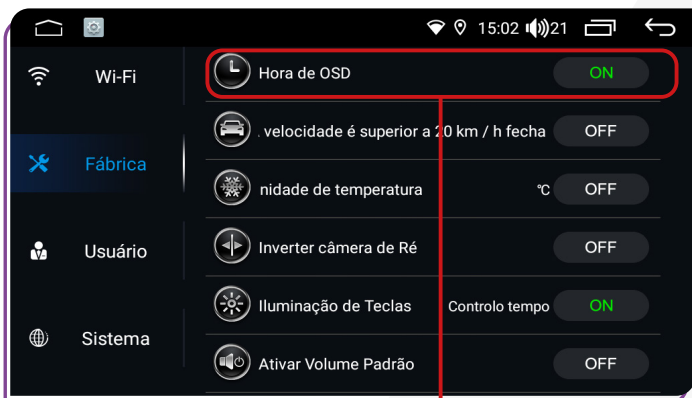 15:02 21
Wi-Fi
Hora de OSD ON
. velocidade é superior a 20 km / h fecha OFF
Fábrica
nidade de temperatura °C OFF
Usuário
Inverter câmera de Ré OFF
Iluminação de Teclas Controlo tempo ON
Sistema
Ativar Volume Padrão OFF